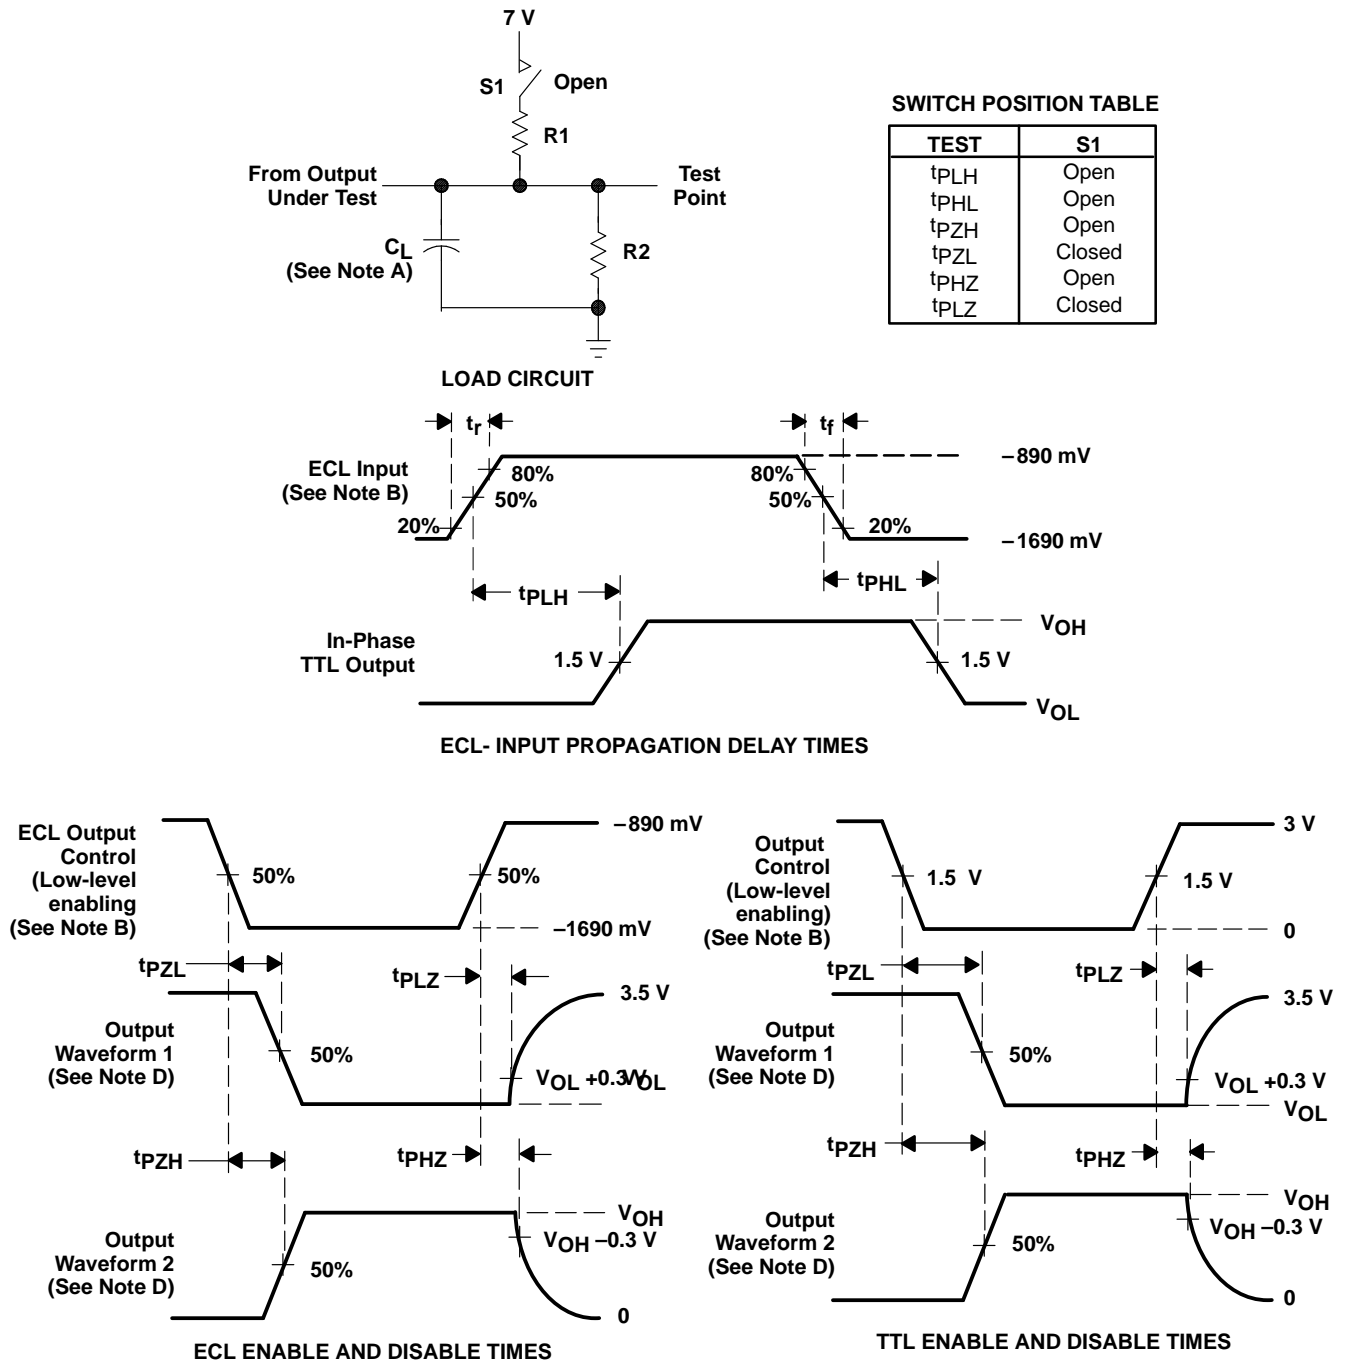 7 V
S1
Open
R1
From Output
Under Test
Test
Point
CL
(See Note A)
R2
LOAD CIRCUIT
SWITCH POSITION TABLE
TEST S1
tPLH Open
tPHL Open
tPZH Open
tPZL Closed
tPHZ Open
tPLZ Closed
tr
tf
ECL Input
(See Note B)
80%
50%
20%
80%
50%
20%
–890 mV
–1690 mV
tPLH
tPHL
In-Phase
TTL Output
1.5 V
1.5 V
VOH
VOL
ECL- INPUT PROPAGATION DELAY TIMES
ECL Output
Control
(Low-level
enabling
(See Note B)
50%
50%
–890 mV
–1690 mV
tPZL
tPLZ
Output
Waveform 1
(See Note D)
50%
3.5 V
VOL +0.3 V
VOL
tPZH
tPHZ
Output
Waveform 2
(See Note D)
50%
VOH
VOH –0.3 V
0
ECL ENABLE AND DISABLE TIMES
Output
Control
(Low-level
enabling)
(See Note B)
1.5 V
1.5 V
3 V
0
tPZL
tPLZ
Output
Waveform 1
(See Note D)
50%
3.5 V
VOL +0.3 V
VOL
tPZH
tPHZ
Output
Waveform 2
(See Note D)
50%
VOH
VOH –0.3 V
0
TTL ENABLE AND DISABLE TIMES